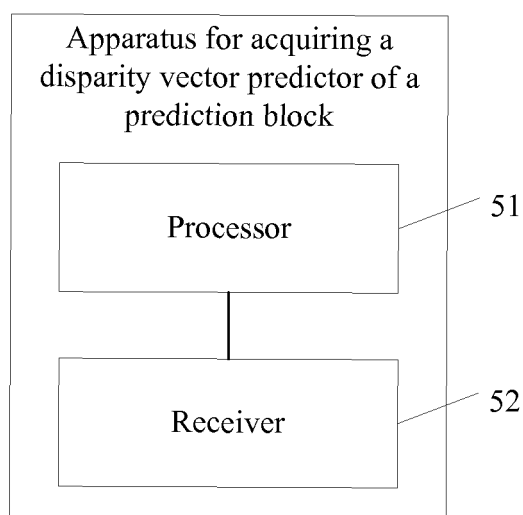 Apparatus for acquiring a
disparity vector predictor of a
prediction block
Processor
51
Receiver
52